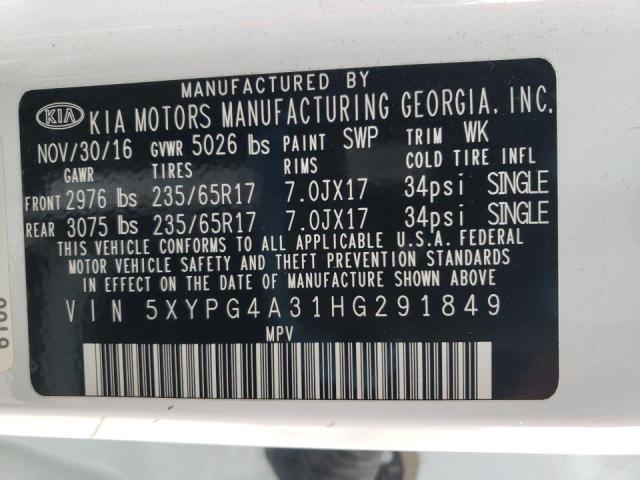 MANUFACTURED BY
KIA KIA MOTORS MANUFACTURING GEORGIA, INC.
NOV/30/16 GVWR 5026 lbs PAINT SWP TRIM WK
GAWR TIRES RIMS COLD TIRE INFL
FRONT 2976 lbs 235/65R17 7.0JX17 34psi SINGLE
REAR 3075 lbs 235/65R17 7.0JX17 34psi SINGLE
THIS VEHICLE CONFORMS TO ALL APPLICABLE U.S.A. FEDERAL
MOTOR VEHICLE SAFETY AND THEFT PREVENTION STANDARDS
IN EFFECT ON THE DATE OF MANUFACTURE SHOWN ABOVE.
VIN 5XYPG4A31HG291849
MPV